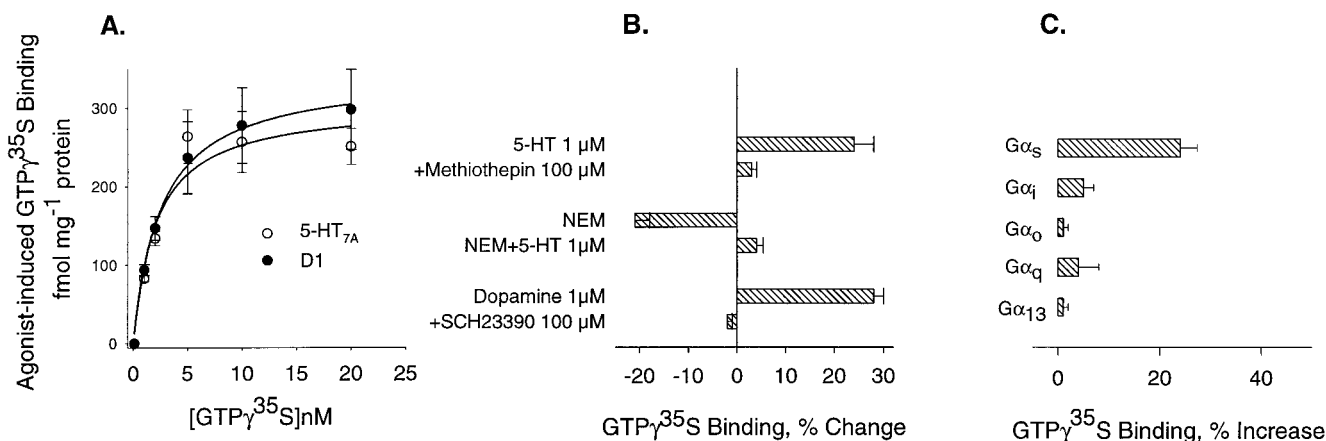 A.
Agonist-induced GTPγ³⁵S Binding
fmol mg⁻¹ protein
300
200
100
0
5-HT₇A
D1
0 5 10 15 20 25
[GTPγ³⁵S]nM
B.
5-HT 1 μM
+Methiothepin 100 μM
NEM
NEM+5-HT 1μM
Dopamine 1μM
+SCH23390 100 μM
-20 -10 0 10 20 30
GTPγ³⁵S Binding, % Change
C.
Gαs
Gαi
Gαo
Gαq
Gα13
0 20 40
GTPγ³⁵S Binding, % Increase